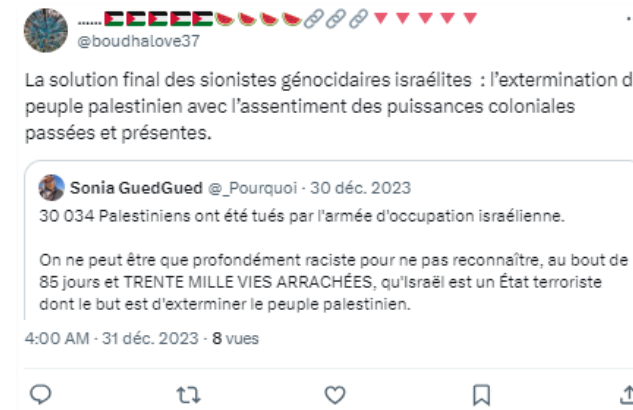 ......🇵🇸🇵🇸🇵🇸🇵🇸🇵🇸🍉🍉🍉🍉🔗🔗🔗🔻🔻🔻🔻🔻
@boudhalove37
La solution final des sionistes génocidaires israélites : l'extermination d
peuple palestinien avec l'assentiment des puissances coloniales
passées et présentes.
Sonia GuedGued @_Pourquoi · 30 déc. 2023
30 034 Palestiniens ont été tués par l'armée d'occupation israélienne.
On ne peut être que profondément raciste pour ne pas reconnaître, au bout de
85 jours et TRENTE MILLE VIES ARRACHÉES, qu'Israël est un État terroriste
dont le but est d'exterminer le peuple palestinien.
4:00 AM · 31 déc. 2023 · 8 vues